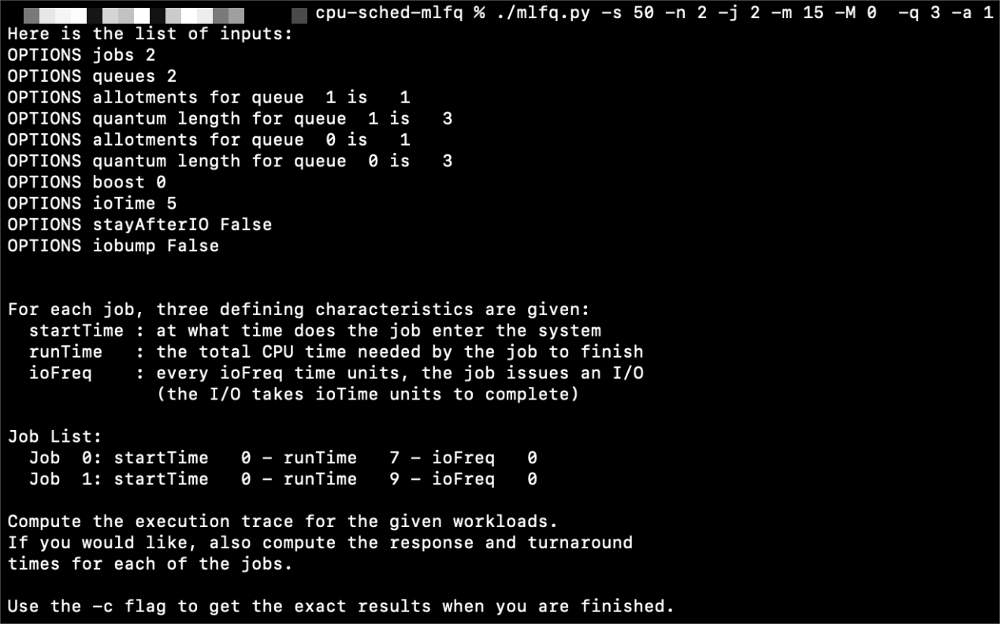 cpu-sched-mlfq % ./mlfq.py -s 50 -n 2 -j 2 -m 15 -M 0  -q 3 -a 1
Here is the list of inputs:
OPTIONS jobs 2
OPTIONS queues 2
OPTIONS allotments for queue  1 is   1
OPTIONS quantum length for queue  1 is   3
OPTIONS allotments for queue  0 is   1
OPTIONS quantum length for queue  0 is   3
OPTIONS boost 0
OPTIONS ioTime 5
OPTIONS stayAfterIO False
OPTIONS iobump False
For each job, three defining characteristics are given:
  startTime : at what time does the job enter the system
  runTime   : the total CPU time needed by the job to finish
  ioFreq    : every ioFreq time units, the job issues an I/O
              (the I/O takes ioTime units to complete)
Job List:
  Job  0: startTime   0 - runTime   7 - ioFreq   0
  Job  1: startTime   0 - runTime   9 - ioFreq   0
Compute the execution trace for the given workloads.
If you would like, also compute the response and turnaround
times for each of the jobs.
Use the -c flag to get the exact results when you are finished.